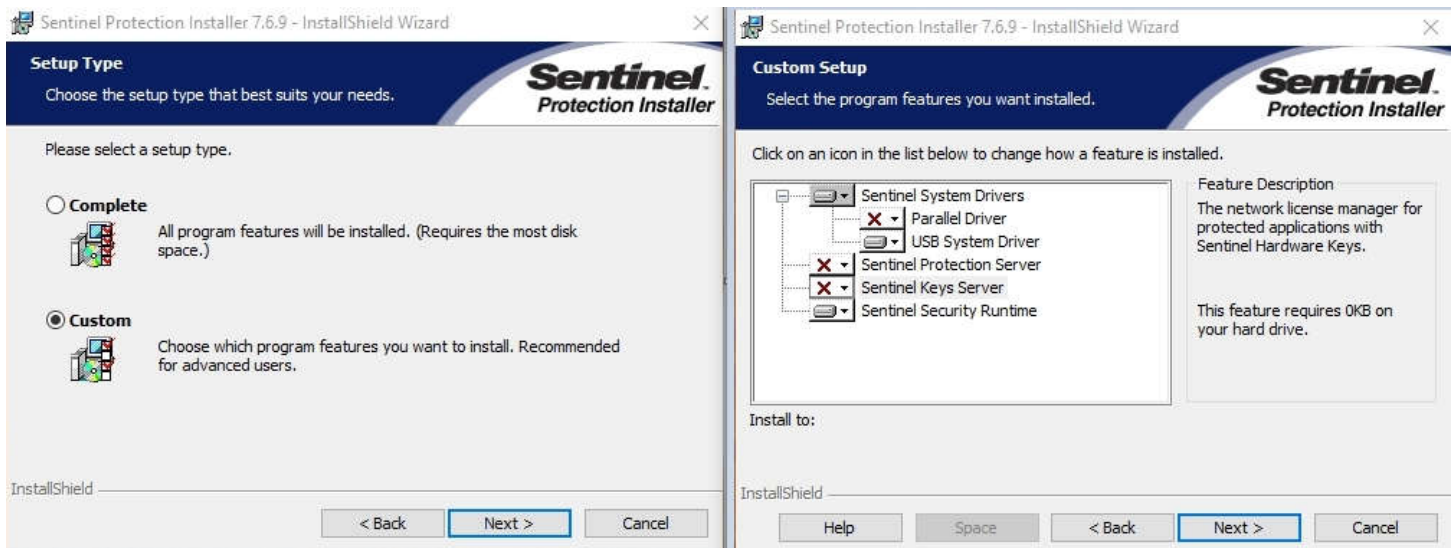 Sentinel Protection Installer 7.6.9 - InstallShield Wizard
Setup Type
Choose the setup type that best suits your needs.
Sentinel™
Protection Installer
Please select a setup type.
Complete
All program features will be installed. (Requires the most disk
space.)
Custom
Choose which program features you want to install. Recommended
for advanced users.
InstallShield
< Back
Next >
Cancel
Sentinel Protection Installer 7.6.9 - InstallShield Wizard
Custom Setup
Select the program features you want installed.
Sentinel.
Protection Installer
Click on an icon in the list below to change how a feature is installed.
Sentinel System Drivers
Parallel Driver
USB System Driver
Sentinel Protection Server
Sentinel Keys Server
Sentinel Security Runtime
Feature Description
The network license manager for
protected applications with
Sentinel Hardware Keys.
This feature requires 0KB on
your hard drive.
Install to:
InstallShield
Help
Space
< Back
Next >
Cancel